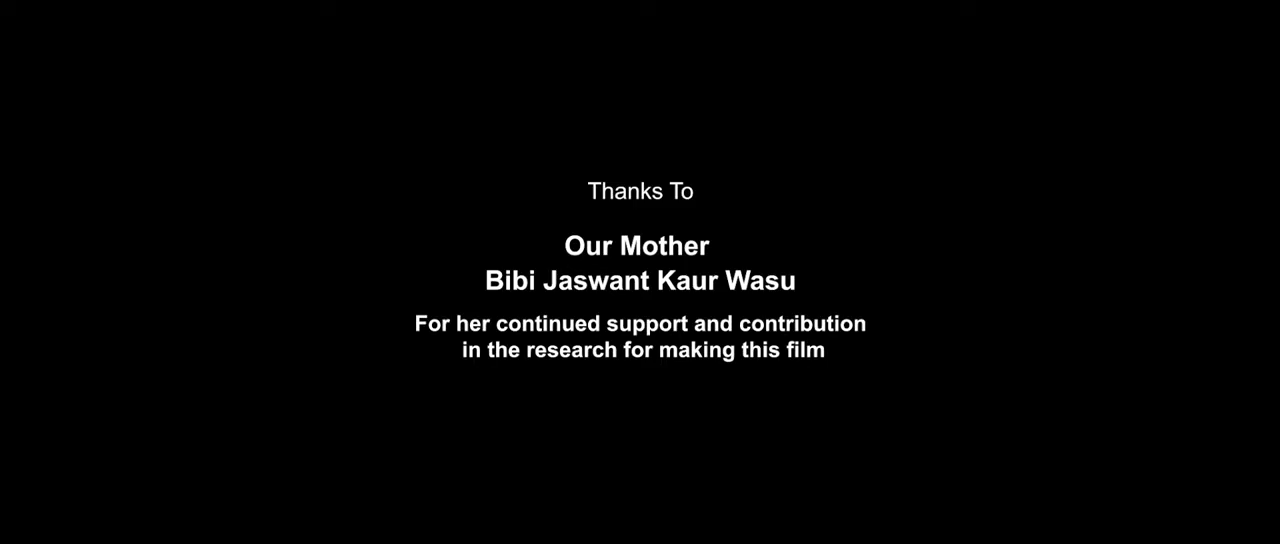 Thanks To
Our Mother
Bibi Jaswant Kaur Wasu
For her continued support and contribution
in the research for making this film